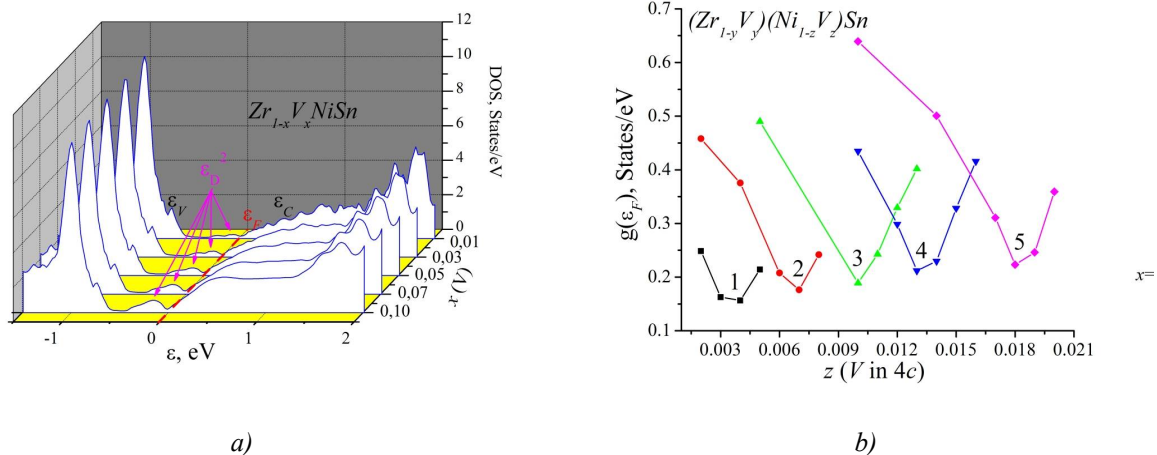 12
10
8
6
4
2
0
DOS, States/eV
Zr1-xVxNiSn
εD2
εV
εF
εC
0,01
0,03
0,05
0,07
0,10
x (V)
-1
0
1
2
ε, eV
a)
(Zr1-yVy)(Ni1-zVz)Sn
g(εF), States/eV
0.7
0.6
0.5
0.4
0.3
0.2
0.1
1
2
3
4
5
0.003
0.006
0.009
0.012
0.015
0.018
0.021
z (V in 4c)
b)
x=